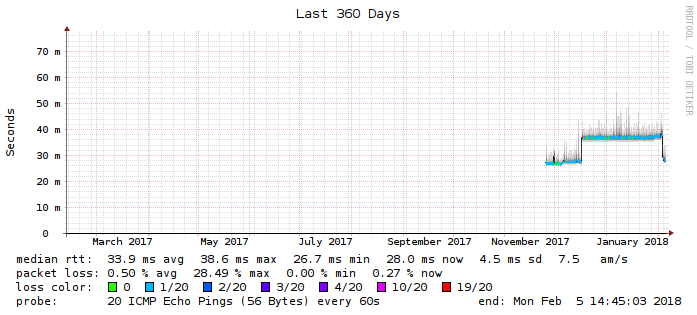 Last 360 Days
RRDTOOL / TOBI OETIKER
Seconds
70 m
60 m
50 m
40 m
30 m
20 m
10 m
0
March 2017 May 2017 July 2017 September 2017 November 2017 January 2018
median rtt: 33.9 ms avg 38.6 ms max 26.7 ms min 28.0 ms now 4.5 ms sd 7.5 am/s
packet loss: 0.50 % avg 28.49 % max 0.00 % min 0.27 % now
loss color: 0 1/20 2/20 3/20 4/20 10/20 19/20
probe: 20 ICMP Echo Pings (56 Bytes) every 60s end: Mon Feb 5 14:45:03 2018